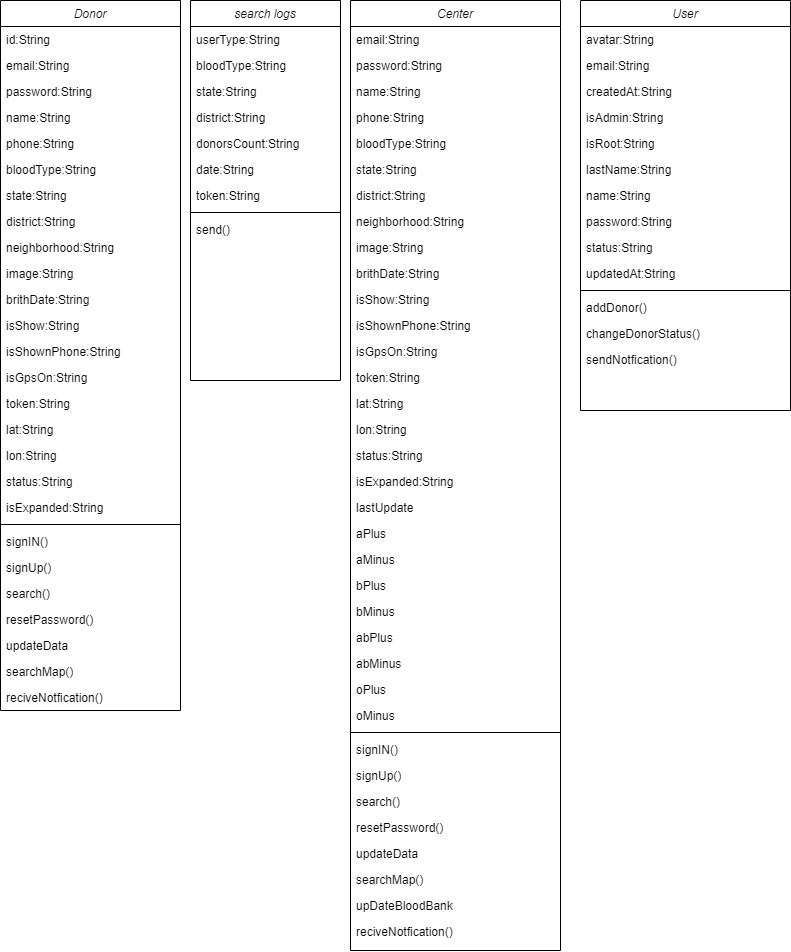 Donor
id:String
email:String
password:String
name:String
phone:String
bloodType:String
state:String
district:String
neighborhood:String
image:String
brithDate:String
isShow:String
isShownPhone:String
isGpsOn:String
token:String
lat:String
lon:String
status:String
isExpanded:String
signIN()
signUp()
search()
resetPassword()
updateData
searchMap()
reciveNotfication()
search logs
userType:String
bloodType:String
state:String
district:String
donorsCount:String
date:String
token:String
send()
Center
email:String
password:String
name:String
phone:String
bloodType:String
state:String
district:String
neighborhood:String
image:String
brithDate:String
isShow:String
isShownPhone:String
isGpsOn:String
token:String
lat:String
lon:String
status:String
isExpanded:String
lastUpdate
aPlus
aMinus
bPlus
bMinus
abPlus
abMinus
oPlus
oMinus
signIN()
signUp()
search()
resetPassword()
updateData
searchMap()
upDateBloodBank
reciveNotfication()
User
avatar:String
email:String
createdAt:String
isAdmin:String
isRoot:String
lastName:String
name:String
password:String
status:String
updatedAt:String
addDonor()
changeDonorStatus()
sendNotfication()